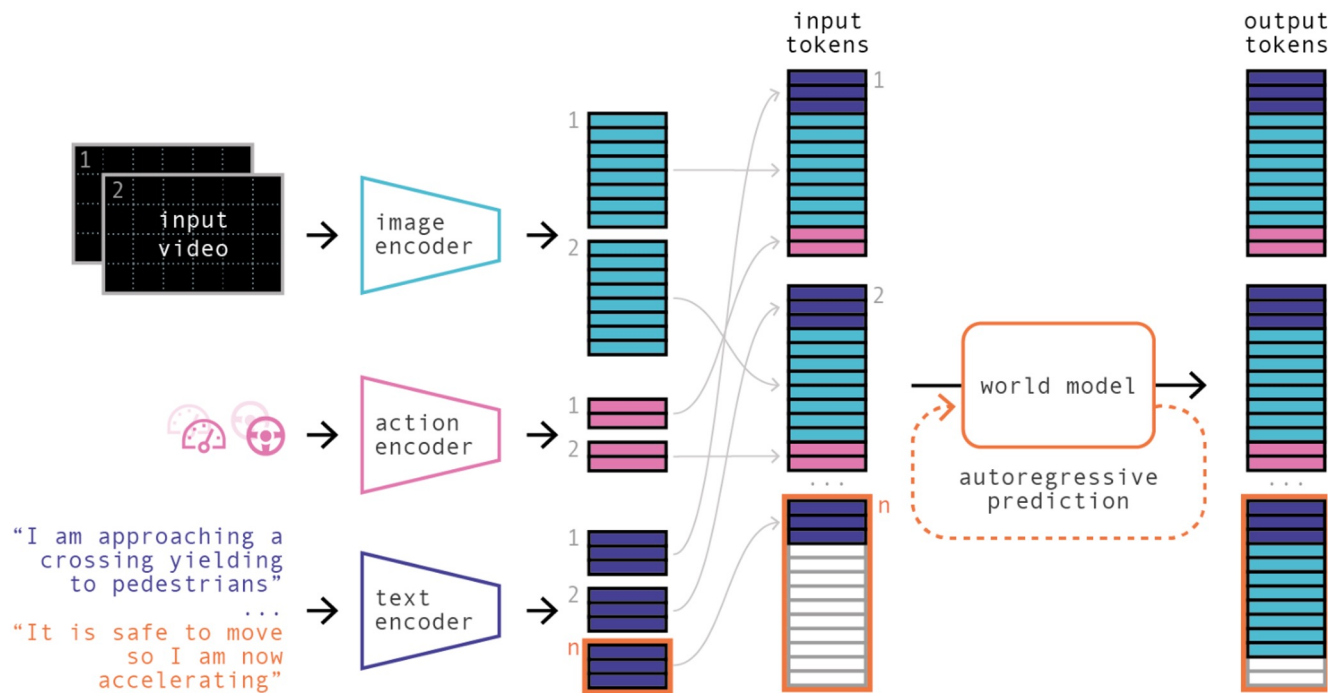 input
tokens
output
tokens
1
2
input
video
image
encoder
1
2
action
encoder
1
2
“I am approaching a
crossing yielding
to pedestrians”
...
“It is safe to move
so I am now
accelerating”
text
encoder
1
2
n
1
2
...
n
world model
autoregressive
prediction
...